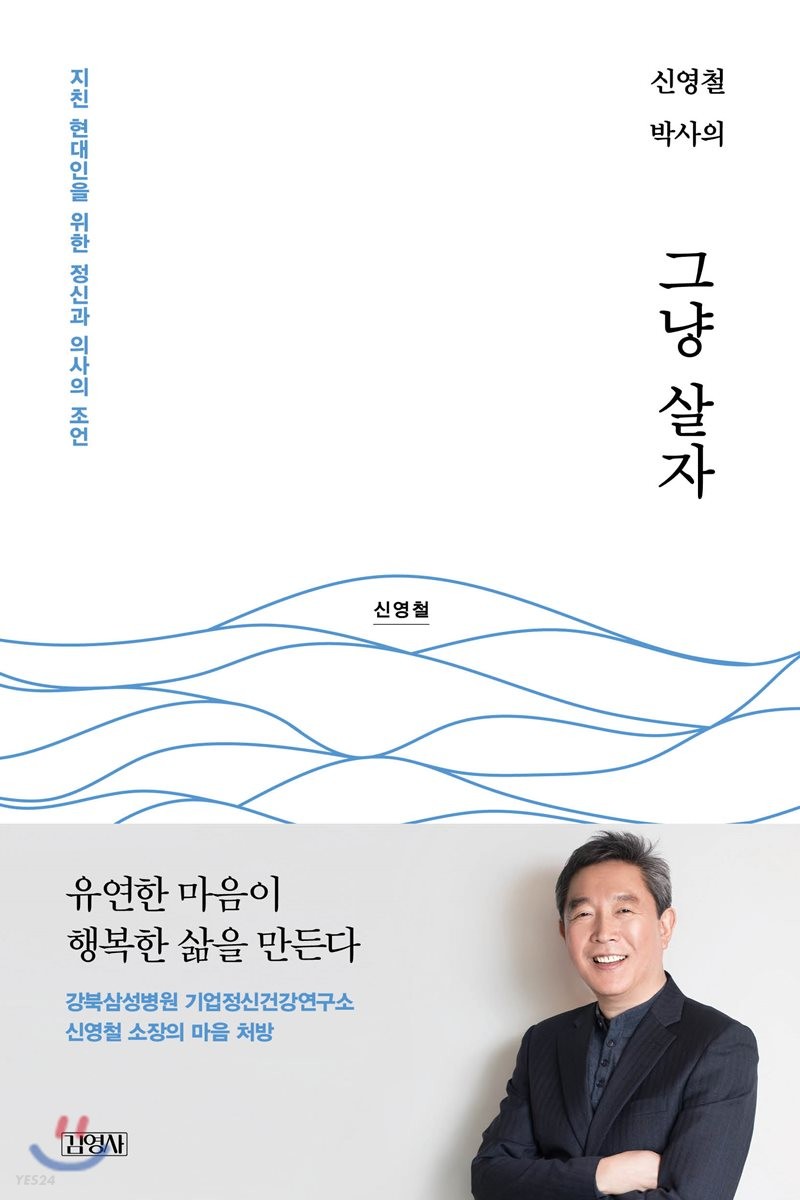 신영철
박사의
그냥 살자
지친 현대인을 위한 정신과 의사의 조언
신영철
유연한 마음이
행복한 삶을 만든다
강북삼성병원 기업정신건강연구소
신영철 소장의 마음 처방
김영사
YES24